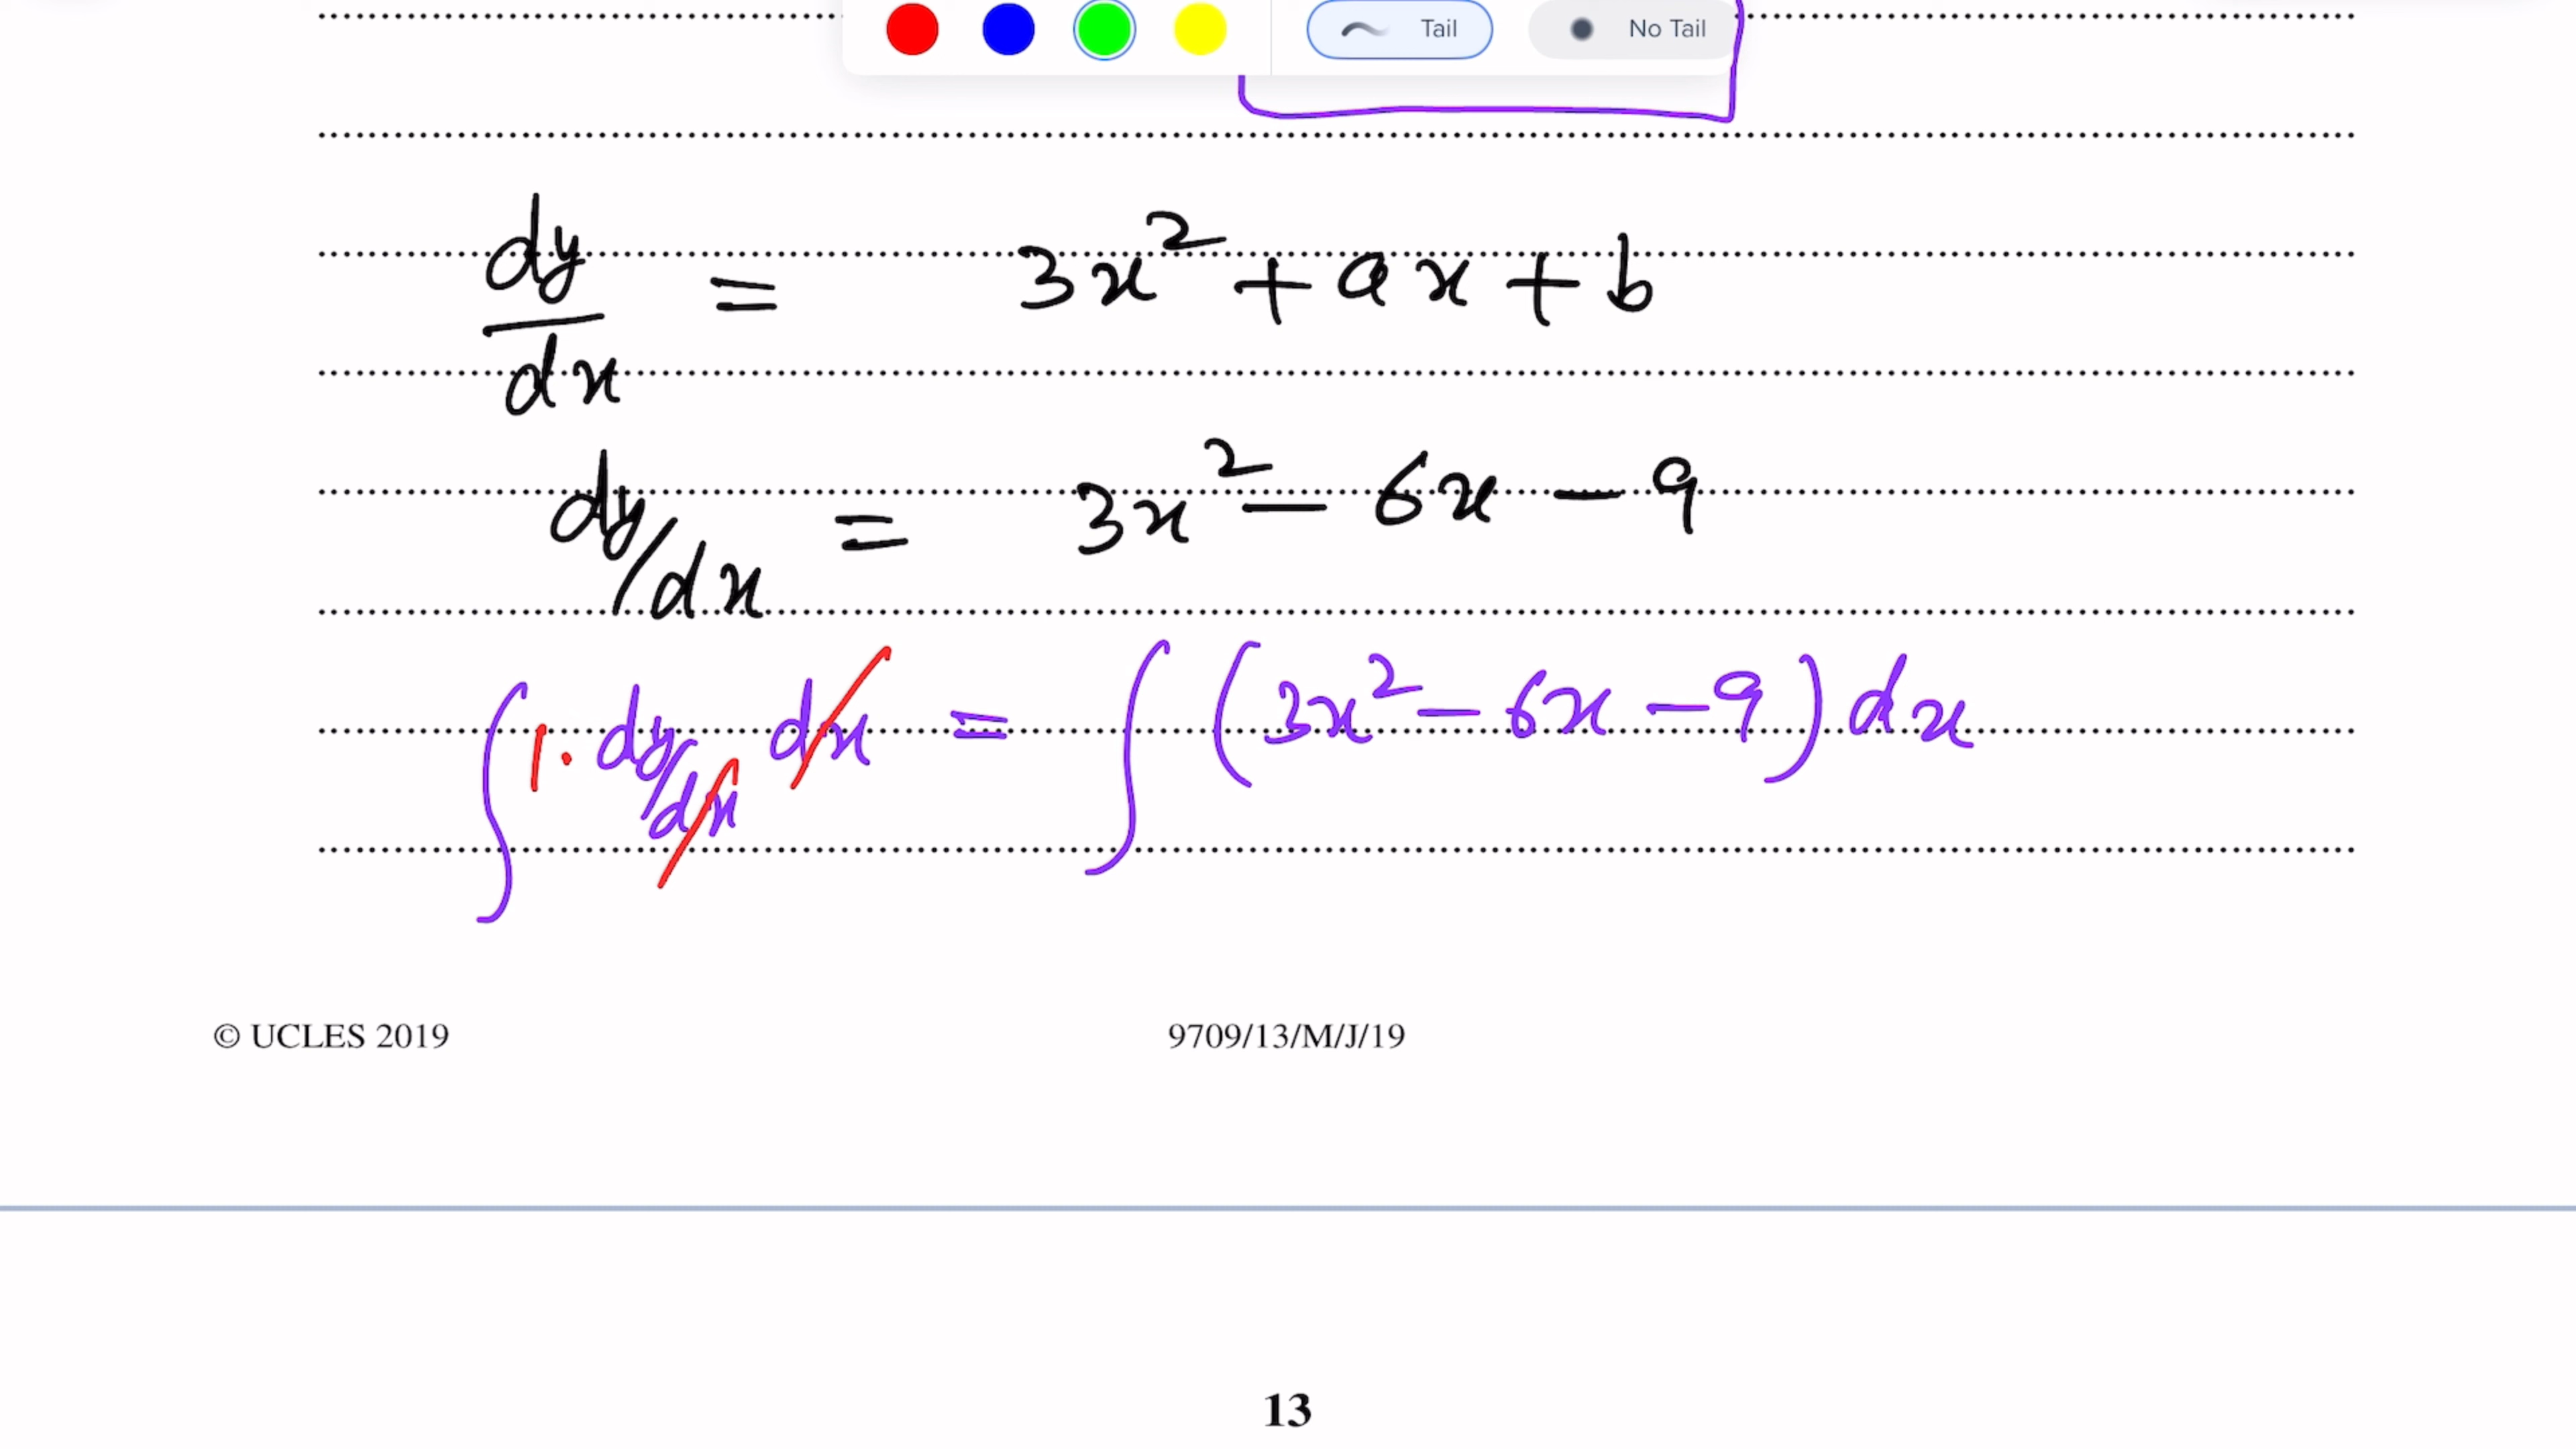 Tail No Tail
dy/dx = 3x² + ax + b
dy/dx = 3x² − 6x − 9
∫ 1. dy/dx dx = ∫ (3x² − 6x − 9) dx
© UCLES 2019 9709/13/M/J/19
13